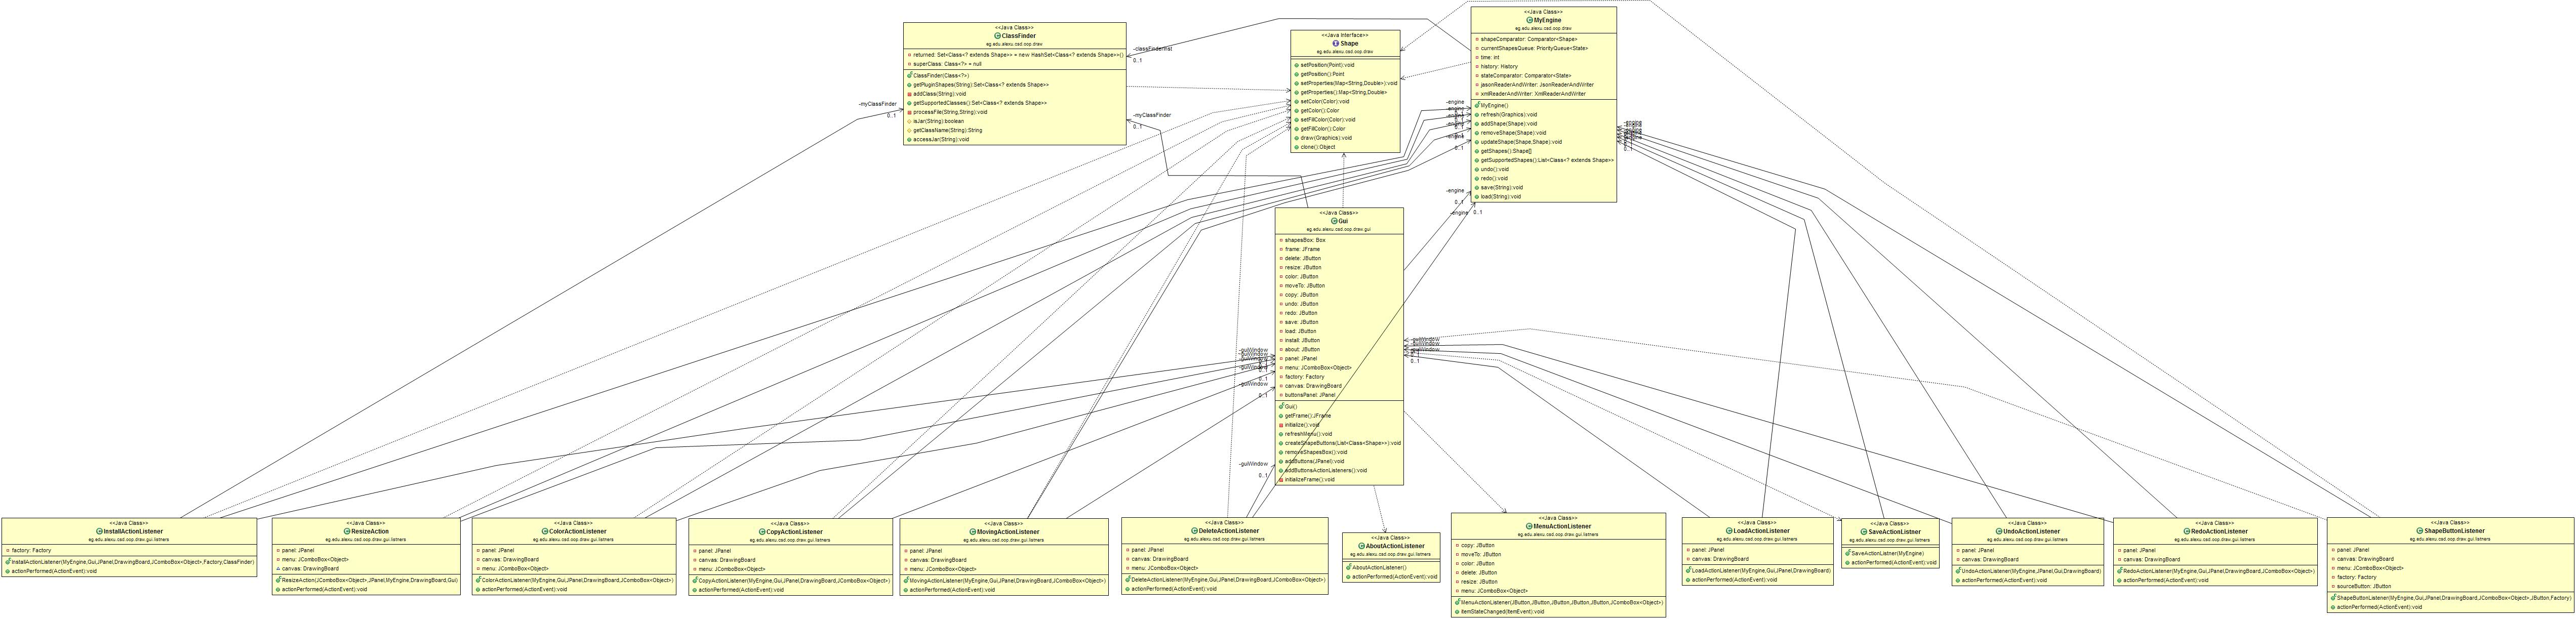 <<Java Class>>
ClassFinder
eg.edu.alexu.csd.oop.draw
returned: Set<Class<? extends Shape>> = new HashSet<Class<? extends Shape>>()
superClass: Class<?> = null
ClassFinder(Class<?>)
getPluginShapes(String):Set<Class<? extends Shape>>
addClass(String):void
getSupportedClasses():Set<Class<? extends Shape>>
processFile(String,String):void
isJar(String):boolean
getClassName(String):String
accessJar(String):void
<<Java Interface>>
Shape
eg.edu.alexu.csd.oop.draw
setPosition(Point):void
getPosition():Point
setProperties(Map<String,Double>):void
getProperties():Map<String,Double>
setColor(Color):void
getColor():Color
setFillColor(Color):void
getFillColor():Color
draw(Graphics):void
clone():Object
<<Java Class>>
MyEngine
eg.edu.alexu.csd.oop.draw
shapeComparator: Comparator<Shape>
currentShapesQueue: PriorityQueue<State>
time: int
history: History
stateComparator: Comparator<State>
jasonReaderAndWriter: JsonReaderAndWriter
xmlReaderAndWriter: XmlReaderAndWriter
MyEngine()
refresh(Graphics):void
addShape(Shape):void
removeShape(Shape):void
updateShape(Shape,Shape):void
getShapes():Shape[]
getSupportedShapes():List<Class<? extends Shape>>
undo():void
redo():void
save(String):void
load(String):void
0..1
-myClassFinder
0..1
-myClassFinder
0..1
-engine
-engine
-engine
-engine
0..1
-engine
0..1
-engine
0..1
-engine
0..1
<<Java Class>>
Gui
eg.edu.alexu.csd.oop.draw.gui
shapesBox: Box
frame: JFrame
delete: JButton
resize: JButton
color: JButton
moveTo: JButton
copy: JButton
undo: JButton
redo: JButton
save: JButton
load: JButton
install: JButton
about: JButton
panel: JPanel
menu: JComboBox<Object>
factory: Factory
canvas: DrawingBoard
buttonsPanel: JPanel
Gui()
getFrame():JFrame
initialize():void
refreshMenu():void
createShapeButtons(List<Class<Shape>>):void
removeShapesBox():void
addButtons(JPanel):void
addButtonsActionListeners():void
initializeFrame():void
-guiWindow
-guiWindow
-guiWindow
-guiWindow
0..1
-guiWindow
0..1
-guiWindow
0..1
-guiWindow
-guiWindow
-guiWindow
0..1
<<Java Class>>
InstallActionListener
eg.edu.alexu.csd.oop.draw.gui.listners
factory: Factory
InstallActionListener(MyEngine,Gui,JPanel,DrawingBoard,JComboBox<Object>,Factory,ClassFinder)
actionPerformed(ActionEvent):void
<<Java Class>>
ResizeAction
eg.edu.alexu.csd.oop.draw.gui.listners
panel: JPanel
menu: JComboBox<Object>
canvas: DrawingBoard
ResizeAction(JComboBox<Object>,JPanel,MyEngine,DrawingBoard,Gui)
actionPerformed(ActionEvent):void
<<Java Class>>
ColorActionListener
eg.edu.alexu.csd.oop.draw.gui.listners
panel: JPanel
canvas: DrawingBoard
menu: JComboBox<Object>
ColorActionListener(MyEngine,Gui,JPanel,DrawingBoard,JComboBox<Object>)
actionPerformed(ActionEvent):void
<<Java Class>>
CopyActionListener
eg.edu.alexu.csd.oop.draw.gui.listners
panel: JPanel
canvas: DrawingBoard
menu: JComboBox<Object>
CopyActionListener(MyEngine,Gui,JPanel,DrawingBoard,JComboBox<Object>)
actionPerformed(ActionEvent):void
<<Java Class>>
MovingActionListener
eg.edu.alexu.csd.oop.draw.gui.listners
panel: JPanel
canvas: DrawingBoard
menu: JComboBox<Object>
MovingActionListener(MyEngine,Gui,JPanel,DrawingBoard,JComboBox<Object>)
actionPerformed(ActionEvent):void
<<Java Class>>
DeleteActionListener
eg.edu.alexu.csd.oop.draw.gui.listners
panel: JPanel
canvas: DrawingBoard
menu: JComboBox<Object>
DeleteActionListener(MyEngine,Gui,JPanel,DrawingBoard,JComboBox<Object>)
actionPerformed(ActionEvent):void
<<Java Class>>
AboutActionListener
eg.edu.alexu.csd.oop.draw.gui.listners
AboutActionListener()
actionPerformed(ActionEvent):void
<<Java Class>>
MenuActionListener
eg.edu.alexu.csd.oop.draw.gui.listners
copy: JButton
moveTo: JButton
color: JButton
delete: JButton
resize: JButton
menu: JComboBox<Object>
MenuActionListener(JButton,JButton,JButton,JButton,JButton,JComboBox<Object>)
itemStateChanged(ItemEvent):void
<<Java Class>>
LoadActionListener
eg.edu.alexu.csd.oop.draw.gui.listners
panel: JPanel
canvas: DrawingBoard
LoadActionListener(MyEngine,Gui,JPanel,DrawingBoard)
actionPerformed(ActionEvent):void
<<Java Class>>
SaveActionListner
eg.edu.alexu.csd.oop.draw.gui.listners
SaveActionListner(MyEngine)
actionPerformed(ActionEvent):void
<<Java Class>>
UndoActionListener
eg.edu.alexu.csd.oop.draw.gui.listners
panel: JPanel
canvas: DrawingBoard
UndoActionListener(MyEngine,JPanel,Gui,DrawingBoard)
actionPerformed(ActionEvent):void
<<Java Class>>
RedoActionListener
eg.edu.alexu.csd.oop.draw.gui.listners
panel: JPanel
canvas: DrawingBoard
RedoActionListener(MyEngine,Gui,JPanel,DrawingBoard,JComboBox<Object>)
actionPerformed(ActionEvent):void
<<Java Class>>
ShapeButtonListener
eg.edu.alexu.csd.oop.draw.gui.listners
panel: JPanel
canvas: DrawingBoard
menu: JComboBox<Object>
factory: Factory
sourceButton: JButton
ShapeButtonListener(MyEngine,Gui,JPanel,DrawingBoard,JComboBox<Object>,JButton,Factory)
actionPerformed(ActionEvent):void